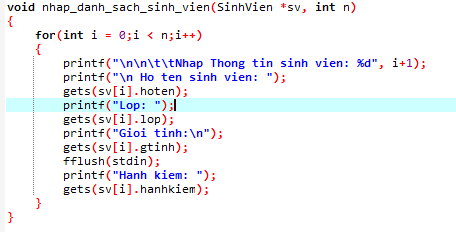 void nhap_danh_sach_sinh_vien(SinhVien *sv, int n)
{
    for(int i = 0;i < n;i++)
    {
        printf("\n\n\t\tNhap Thong tin sinh vien: %d", i+1);
        printf("\n Ho ten sinh vien: ");
        gets(sv[i].hoten);
        printf("Lop: ");
        gets(sv[i].lop);
        printf("Gioi tinh:\n");
        gets(sv[i].gtinh);
        fflush(stdin);
        printf("Hanh kiem: ");
        gets(sv[i].hanhkiem);
    }
}